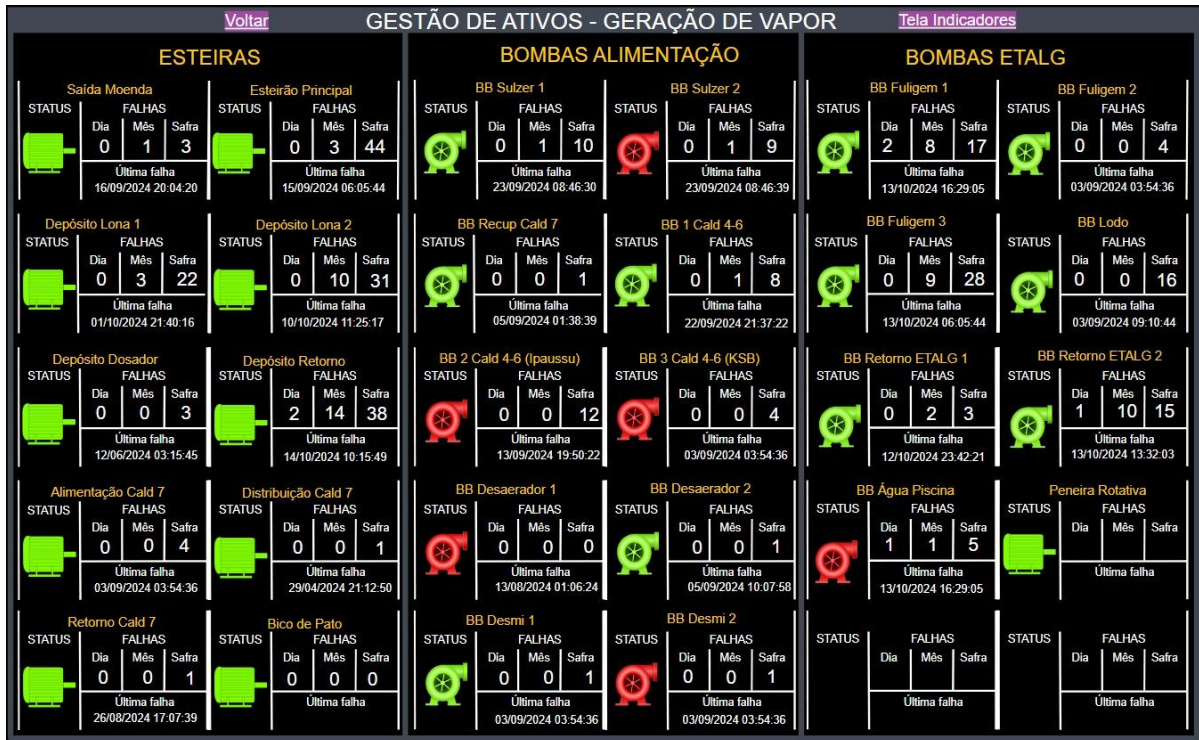 Voltar
GESTÃO DE ATIVOS - GERAÇÃO DE VAPOR
Tela Indicadores
ESTEIRAS
Saída Moenda
STATUS
FALHAS
Dia Mês Safra
0 1 3
Última falha
16/09/2024 20:04:20
Esteirão Principal
STATUS
FALHAS
Dia Mês Safra
0 3 44
Última falha
15/09/2024 06:05:44
Depósito Lona 1
STATUS
FALHAS
Dia Mês Safra
0 3 22
Última falha
01/10/2024 21:40:16
Depósito Lona 2
STATUS
FALHAS
Dia Mês Safra
0 10 31
Última falha
10/10/2024 11:25:17
Depósito Dosador
STATUS
FALHAS
Dia Mês Safra
0 0 3
Última falha
12/06/2024 03:15:45
Depósito Retorno
STATUS
FALHAS
Dia Mês Safra
2 14 38
Última falha
14/10/2024 10:15:49
Alimentação Cald 7
STATUS
FALHAS
Dia Mês Safra
0 0 4
Última falha
03/09/2024 03:54:36
Distribuição Cald 7
STATUS
FALHAS
Dia Mês Safra
0 0 1
Última falha
29/04/2024 21:12:50
Retorno Cald 7
STATUS
FALHAS
Dia Mês Safra
0 0 1
Última falha
26/08/2024 17:07:39
Bico de Pato
STATUS
FALHAS
Dia Mês Safra
0 0 0
Última falha
BOMBAS ALIMENTAÇÃO
BB Sulzer 1
STATUS
FALHAS
Dia Mês Safra
0 1 10
Última falha
23/09/2024 08:46:30
BB Sulzer 2
STATUS
FALHAS
Dia Mês Safra
0 1 9
Última falha
23/09/2024 08:46:39
BB Recup Cald 7
STATUS
FALHAS
Dia Mês Safra
0 0 1
Última falha
05/09/2024 01:38:39
BB 1 Cald 4-6
STATUS
FALHAS
Dia Mês Safra
0 1 8
Última falha
22/09/2024 21:37:22
BB 2 Cald 4-6 (Ipaussu)
STATUS
FALHAS
Dia Mês Safra
0 0 12
Última falha
13/09/2024 19:50:22
BB 3 Cald 4-6 (KSB)
STATUS
FALHAS
Dia Mês Safra
0 0 4
Última falha
03/09/2024 03:54:36
BB Desaerador 1
STATUS
FALHAS
Dia Mês Safra
0 0 0
Última falha
13/08/2024 01:06:24
BB Desaerador 2
STATUS
FALHAS
Dia Mês Safra
0 0 1
Última falha
05/09/2024 10:07:58
BB Desmi 1
STATUS
FALHAS
Dia Mês Safra
0 0 1
Última falha
03/09/2024 03:54:36
BB Desmi 2
STATUS
FALHAS
Dia Mês Safra
0 0 1
Última falha
03/09/2024 03:54:36
BOMBAS ETALG
BB Fuligem 1
STATUS
FALHAS
Dia Mês Safra
2 8 17
Última falha
13/10/2024 16:29:05
BB Fuligem 2
STATUS
FALHAS
Dia Mês Safra
0 0 4
Última falha
03/09/2024 03:54:36
BB Fuligem 3
STATUS
FALHAS
Dia Mês Safra
0 9 28
Última falha
13/10/2024 06:05:44
BB Lodo
STATUS
FALHAS
Dia Mês Safra
0 0 16
Última falha
03/09/2024 09:10:44
BB Retorno ETALG 1
STATUS
FALHAS
Dia Mês Safra
0 2 3
Última falha
12/10/2024 23:42:21
BB Retorno ETALG 2
STATUS
FALHAS
Dia Mês Safra
1 10 15
Última falha
13/10/2024 13:32:03
BB Água Piscina
STATUS
FALHAS
Dia Mês Safra
1 1 5
Última falha
13/10/2024 16:29:05
Peneira Rotativa
STATUS
FALHAS
Dia Mês Safra
Última falha
STATUS
FALHAS
Dia Mês Safra
Última falha
STATUS
FALHAS
Dia Mês Safra
Última falha